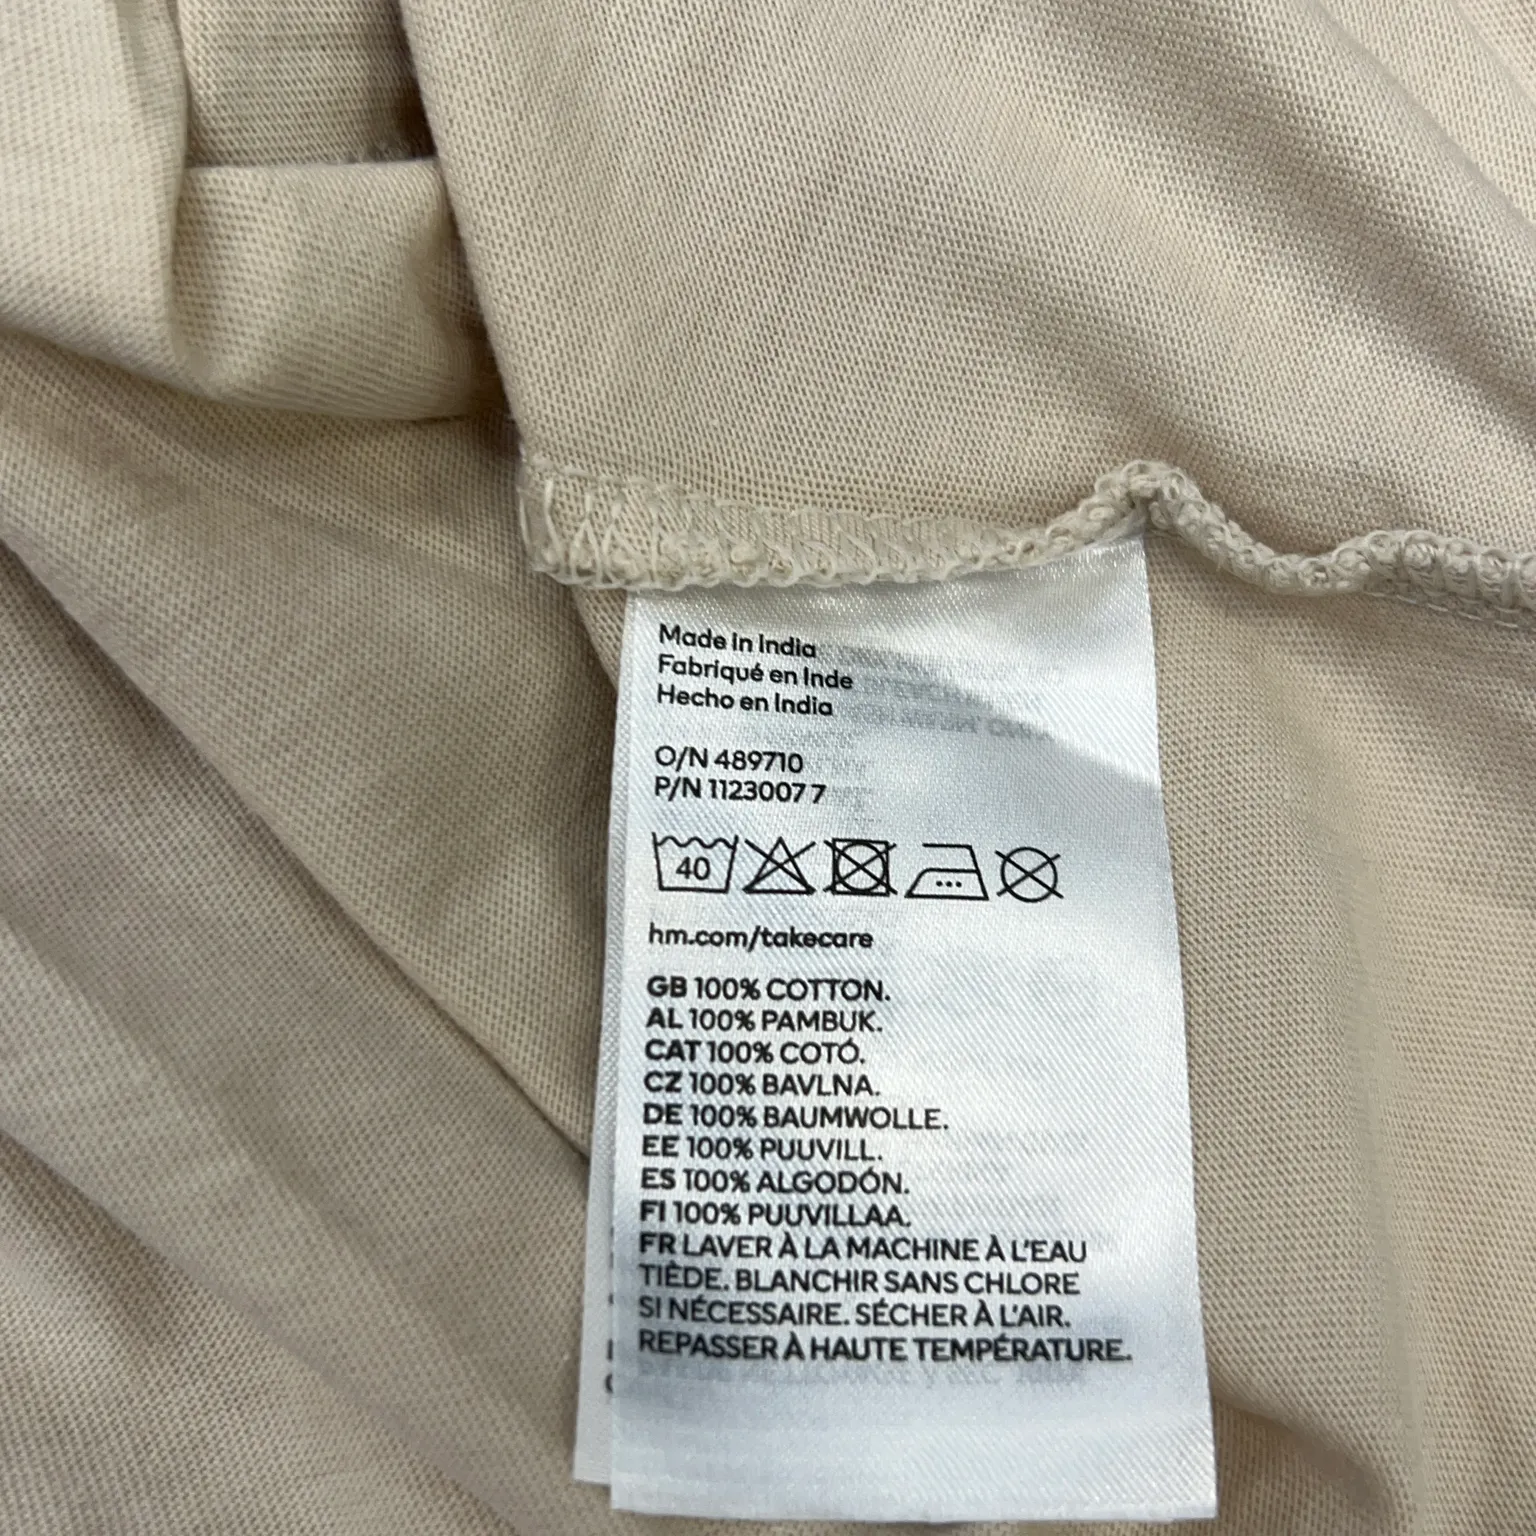 Made in India
Fabriqué en Inde
Hecho en India
O/N 489710
P/N 1123007 7
40
hm.com/takecare
GB 100% COTTON.
AL 100% PAMBUK.
CAT 100% COTÓ.
CZ 100% BAVLNA.
DE 100% BAUMWOLLE.
EE 100% PUUVILL.
ES 100% ALGODÓN.
FI 100% PUUVILLAA.
FR LAVER À LA MACHINE À L'EAU
TIÈDE. BLANCHIR SANS CHLORE
SI NÉCESSAIRE. SÉCHER À L'AIR.
REPASSER À HAUTE TEMPÉRATURE.